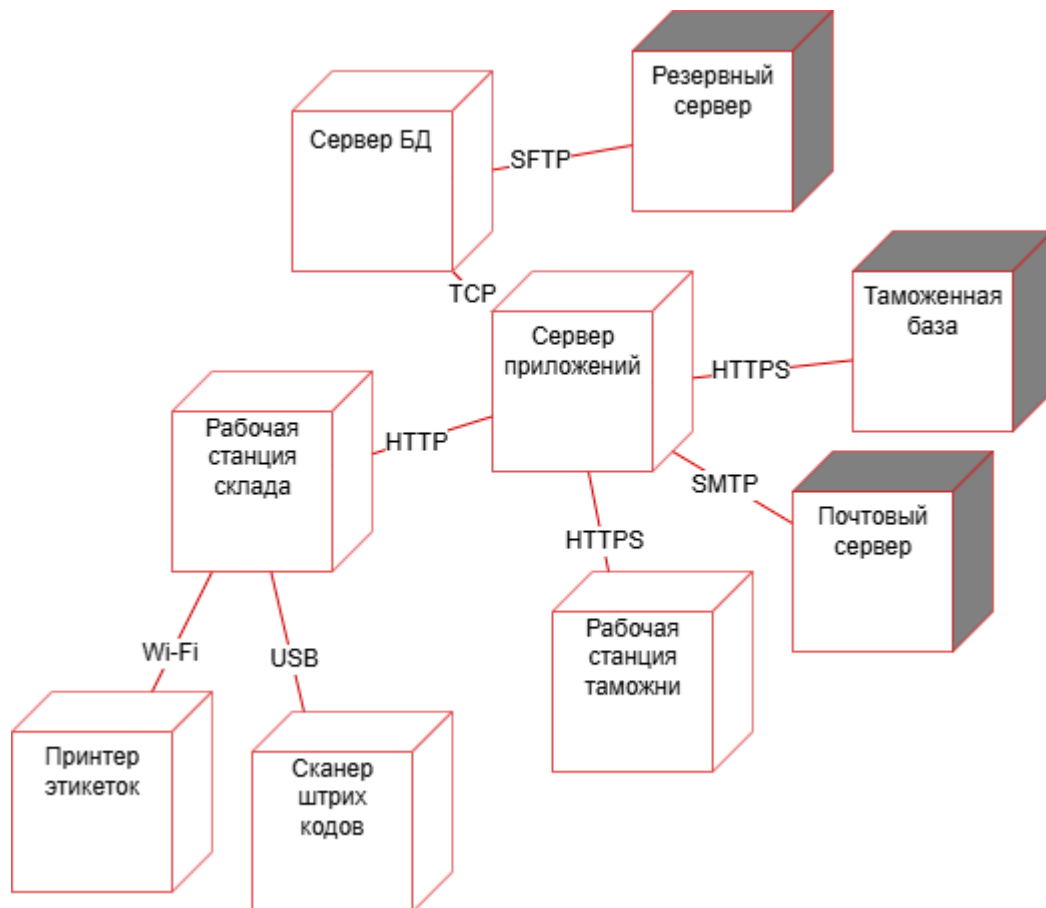 Резервный
сервер
Сервер БД
SFTP
TCP
Таможенная
база
Сервер
приложений
HTTPS
Рабочая
станция
склада
HTTP
SMTP
Почтовый
сервер
HTTPS
Рабочая
станция
таможни
Wi-Fi
USB
Принтер
этикеток
Сканер
штрих
кодов